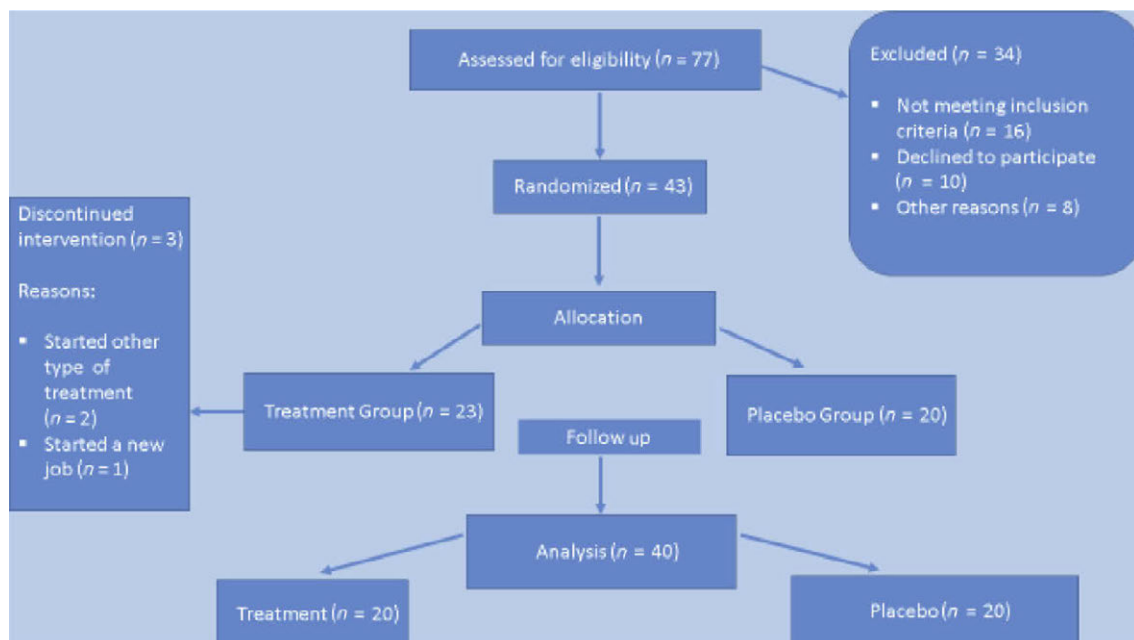 Assessed for eligibility (n = 77)
Excluded (n = 34)
▪ Not meeting inclusion
criteria (n = 16)
▪ Declined to participate
(n = 10)
▪ Other reasons (n = 8)
Randomized (n = 43)
Discontinued
intervention (n = 3)
Reasons:
▪ Started other
type of
treatment
(n = 2)
▪ Started a new
job (n = 1)
Allocation
Treatment Group (n = 23)
Placebo Group (n = 20)
Follow up
Analysis (n = 40)
Treatment (n = 20)
Placebo (n = 20)